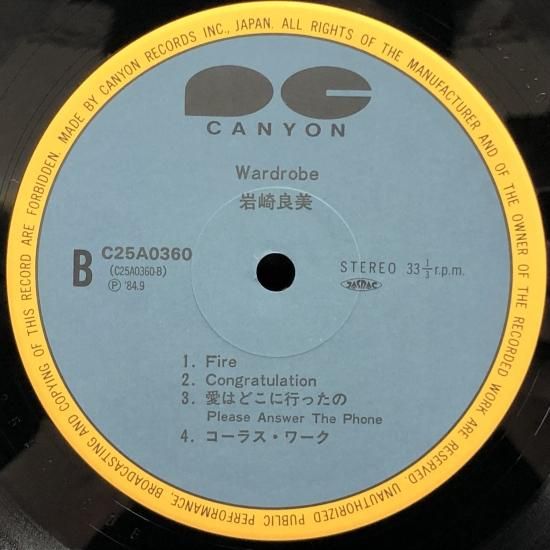 MADE BY CANYON RECORDS INC., JAPAN. ALL RIGHTS OF THE MANUFACTURER AND OF THE OWNER OF THE RECORDED WORK ARE RESERVED. UNAUTHORIZED PUBLIC PERFORMANCE, BROADCASTING AND COPYING OF THIS RECORD ARE FORBIDDEN.
CANYON
Wardrobe
岩崎良美
B
C25A0360
(C25A0360-B)
Ⓟ '84.9
STEREO 33 1/3 r.p.m.
JASRAC
1. Fire
2. Congratulation
3. 愛はどこに行ったの
Please Answer The Phone
4. コーラス・ワーク